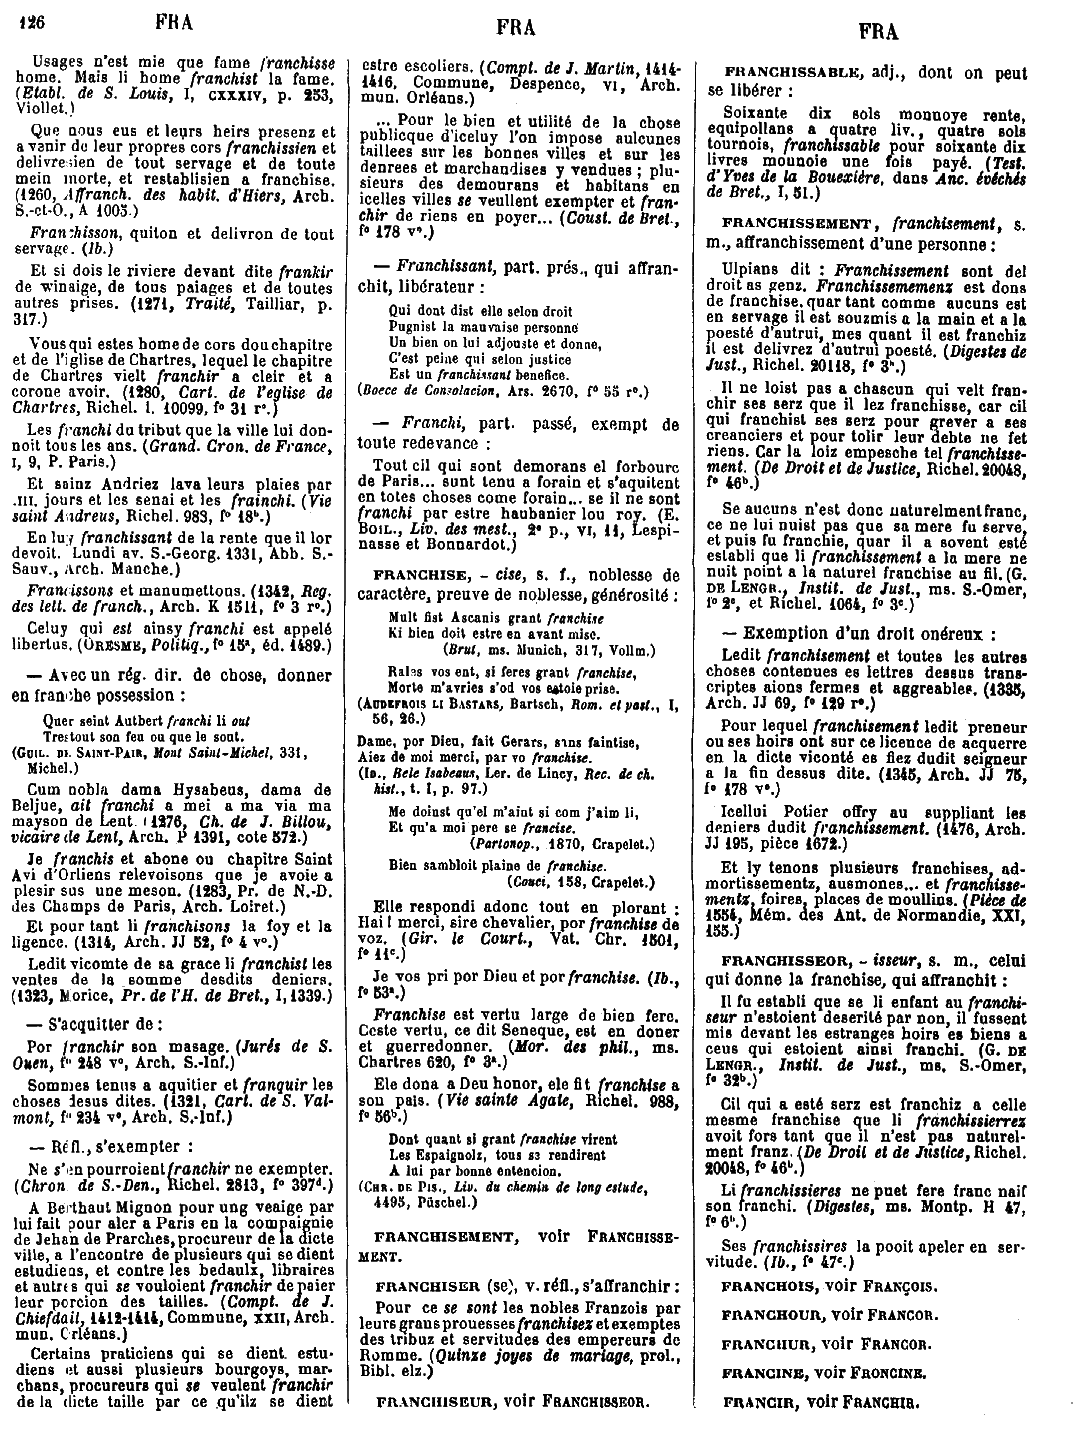 126
FRA
FRA
FRA
Usages n'est mie que fame franchisse
home. Mais li home franchist la fame.
(Etabl. de S. Louis, I, CXXXIV, p. 253,
Viollet.)
Que nous eus et leurs heirs presenz et
a venir de leur propres cors franchissien et
delivressien de tout servage et de toute
mein morte, et restablisien a franchise.
(1260, Affranch. des habit. d'Hiers, Arch.
S.-et-O., A 1003.)
Franchisson, quiton et delivron de tout
servage. (Ib.)
Et si dois le riviere devant dite frankir
de winaige, de tous paiages et de toutes
autres prises. (1271, Traité, Tailliar, p.
317.)
Vous qui estes home de cors dou chapitre
et de l'iglise de Chartres, lequel le chapitre
de Chartres vielt franchir a cleir et a
corone avoir. (1280, Cart. de l'eglise de
Chartres, Richel. l. 10099, f° 31 r°.)
Les franchi du tribut que la ville lui don-
noit tous les ans. (Grand. Cron. de France,
I, 9, P. Paris.)
Et sainz Andriez lava leurs plaies par
.III. jours et les senai et les frainchi. (Vie
saint Andreus, Richel. 983, f° 18ᵇ.)
En luy franchissant de la rente que il lor
devoit. Lundi av. S.-Georg. 1331, Abb. S.-
Sauv., Arch. Manche.)
Francissons et manumettons. (1342, Reg.
des lett. de franch., Arch. K 1511, f° 3 r°.)
Celuy qui est ainsy franchi est appelé
libertus. (ORESME, Politiq., f° 15ᵃ, éd. 1489.)
— Avec un rég. dir. de chose, donner
en franche possession :
Quer seint Autbert franchi li out
Trestout son feu ou que le sout.
(GUIL. DE SAINT-PAIR, Mont Saint-Michel, 331,
Michel.)
Cum nobla dama Hysabeus, dama de
Beljue, ait franchi a mei a ma via ma
mayson de Lent. (1276, Ch. de J. Billou,
vicaire de Lent, Arch. P 1391, cote 572.)
Je franchis et abone ou chapitre Saint
Avi d'Orliens relevoisons que je avoie a
plesir sus une meson. (1283, Pr. de N.-D.
des Champs de Paris, Arch. Loiret.)
Et pour tant li franchisons la foy et la
ligence. (1314, Arch. JJ 52, f° 4 v°.)
Ledit vicomte de sa grace li franchist les
ventes de la somme desdits deniers.
(1323, Morice, Pr. de l'H. de Bret., I, 1339.)
— S'acquitter de :
Por franchir son masage. (Jurés de S.
Ouen, f° 248 v°, Arch. S.-Inf.)
Sommes tenus a aquitier et franquir les
choses desus dites. (1321, Cart. de S. Val-
mont, f° 234 v°, Arch. S.-Inf.)
— Réfl., s'exempter :
Ne s'en pourroient franchir ne exempter.
(Chron de S.-Den., Richel. 2813, f° 397ᵈ.)
A Berthaut Mignon pour ung veaige par
lui fait pour aler a Paris en la compaignie
de Jehan de Prarches, procureur de la dicte
ville, a l'encontre de plusieurs qui se dient
estudiens, et contre les bedaulx, libraires
et autres qui se vouloient franchir de paier
leur porcion des tailles. (Compt. de J.
Chiefdail, 1412-1414, Commune, XXII, Arch.
mun. Orléans.)
Certains praticiens qui se dient estu-
diens et aussi plusieurs bourgoys, mar-
chans, procureurs qui se veulent franchir
de la dicte taille par ce qu'ilz se dient
estre escoliers. (Compt. de J. Martin, 1414-
1416, Commune, Despence, VI, Arch.
mun. Orléans.)
... Pour le bien et utilité de la chose
publicque d'iceluy l'on impose aulcunes
taillees sur les bonnes villes et sur les
denrees et marchandises y vendues ; plu-
sieurs des demourans et habitans en
icelles villes se veullent exempter et fran-
chir de riens en poyer... (Coust. de Bret.,
f° 178 v°.)
— Franchissant, part. prés., qui affran-
chit, libérateur :
Qui dont dist elle selon droit
Pugnist la mauvaise personne
Un bien on lui adjouste et donne,
C'est peine qui selon justice
Est un franchissant benefice.
(Boece de Consolacion, Ars. 2670, f° 55 r°.)
— Franchi, part. passé, exempt de
toute redevance :
Tout cil qui sont demorans el forbourc
de Paris... sunt tenu a forain et s'aquitent
en totes choses come forain... se il ne sont
franchi par estre haubanier lou roy. (E.
BOIL., Liv. des mest., 2ᵉ p., VI, 11, Lespi-
nasse et Bonnardot.)
FRANCHISE, - cise, s. f., noblesse de
caractère, preuve de noblesse, générosité :
Mult fist Ascanis grant franchise
Ki bien doit estre en avant mise.
(Brut, ms. Munich, 317, Vollm.)
Rales vos ent, si feres grant franchise,
Morte m'avries s'od vos estoie prise.
(AUDEFROIS LI BASTARS, Bartsch, Rom. et past., I,
56, 26.)
Dame, por Dieu, fait Gerars, sans faintise,
Aiez de moi merci, par vo franchise.
(ID., Bele Isabeaus, Ler. de Lincy, Rec. de ch.
hist., t. I, p. 97.)
Me doinst qu'el m'aint si com j'aim li,
Et qu'a moi pere se francise.
(Partonop., 1870, Crapelet.)
Bien sambloit plaine de franchise.
(Couci, 158, Crapelet.)
Elle respondi adonc tout en plorant :
Hai ! merci, sire chevalier, por franchise de
voz. (Gir. le Court., Vat. Chr. 1501,
f° 11ᶜ.)
Je vos pri por Dieu et por franchise. (Ib.,
f° 53ᵃ.)
Franchise est vertu large de bien fere.
Ceste vertu, ce dit Seneque, est en doner
et guerredonner. (Mor. des phil., ms.
Chartres 620, f° 3ᵃ.)
Ele dona a Deu honor, ele fit franchise a
son pais. (Vie sainte Agate, Richel. 988,
f° 56ᵇ.)
Dont quant si grant franchise virent
Les Espaignolz, tous se rendirent
A lui par bonne entencion.
(CHR. DE PIS., Liv. du chemin de long estude,
4495, Püschel.)
FRANCHISEMENT, voir FRANCHISSE-
MENT.
FRANCHISER (se), v. réfl., s'affranchir :
Pour ce se sont les nobles Franzois par
leurs grans prouesses franchisez et exemptes
des tribuz et servitudes des empereurs de
Romme. (Quinze joyes de mariage, prol.,
Bibl. elz.)
FRANCHISEUR, voir FRANCHISSEOR.
FRANCHISSABLE, adj., dont on peut
se libérer :
Soixante dix sols monnoye rente,
equipollans a quatre liv., quatre sols
tournois, franchissable pour soixante dix
livres mounoie une fois payé. (Test.
d'Yves de la Bouexière, dans Anc. évêchés
de Bret., I, 51.)
FRANCHISSEMENT, franchisement, s.
m., affranchissement d'une personne :
Ulpians dit : Franchissement sont del
droit as genz. Franchissemenz est dons
de franchise, quar tant comme aucuns est
en servage il est souzmis a la main et a la
poesté d'autrui, mes quant il est franchiz
il est delivrez d'autrui poesté. (Digestes de
Just., Richel. 20118, f° 3ᵇ.)
Il ne loist pas a chascun qui velt fran-
chir ses serz que il lez franchisse, car cil
qui franchist ses serz pour grever a ses
creanciers et pour tolir leur debte ne fet
riens. Car la loiz empesche tel franchisse-
ment. (De Droit et de Justice, Richel. 20048,
f° 46ᵇ.)
Se aucuns n'est donc naturelment franc,
ce ne lui nuist pas que sa mere fu serve,
et puis fu franchie, quar il a sovent esté
establi que li franchissement a la mere ne
nuit point a la naturel franchise au fil. (G.
DE LENGR., Instit. de Just., ms. S.-Omer,
f° 2ᵉ, et Richel. 1064, f° 3ᶜ.)
— Exemption d'un droit onéreux :
Ledit franchisement et toutes les autres
choses contenues es lettres dessus trans-
criptes aions fermes et aggreables. (1335,
Arch. JJ 69, f° 129 r°.)
Pour lequel franchisement ledit preneur
ou ses hoirs ont sur ce licence de acquerre
en la dicte viconté es fiez dudit seigneur
a la fin dessus dite. (1345, Arch. JJ 75,
f° 178 v°.)
Icellui Potier offry au suppliant les
deniers dudit franchissement. (1476, Arch.
JJ 195, pièce 1672.)
Et ly tenons plusieurs franchises, ad-
mortissementz, ausmones... et franchisse-
mentz, foires, places de moullins. (Pièce de
1554, Mém. des Ant. de Normandie, XXI,
155.)
FRANCHISSEOR, - isseur, s. m., celui
qui donne la franchise, qui affranchit :
Il fu establi que se li enfant au franchi-
seur n'estoient deserité par non, il fussent
mis devant les estranges hoirs es biens a
ceus qui estoient ainsi franchi. (G. DE
LENGR., Instit. de Just., ms. S.-Omer,
f° 32ᵇ.)
Cil qui a esté serz est franchiz a celle
mesme franchise que li franchissierrez
avoit fors tant que il n'est pas naturel-
ment franz. (De Droit et de Justice, Richel.
20048, f° 46ᵇ.)
Li franchissieres ne puet fere franc naif
son franchi. (Digestes, ms. Montp. H 47,
f° 6ᵇ.)
Ses franchissires la pooit apeler en ser-
vitude. (Ib., f° 47ᶜ.)
FRANCHOIS, voir FRANÇOIS.
FRANCHOUR, voir FRANCOR.
FRANCHUR, voir FRANCOR.
FRANCINE, voir FRONCINE.
FRANCIR, voir FRANCHIR.